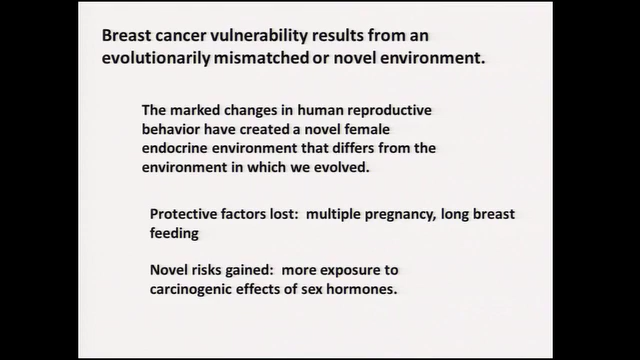 Breast cancer vulnerability results from an
evolutionarily mismatched or novel environment.
The marked changes in human reproductive
behavior have created a novel female
endocrine environment that differs from the
environment in which we evolved.
Protective factors lost: multiple pregnancy, long breast
feeding
Novel risks gained: more exposure to
carcinogenic effects of sex hormones.